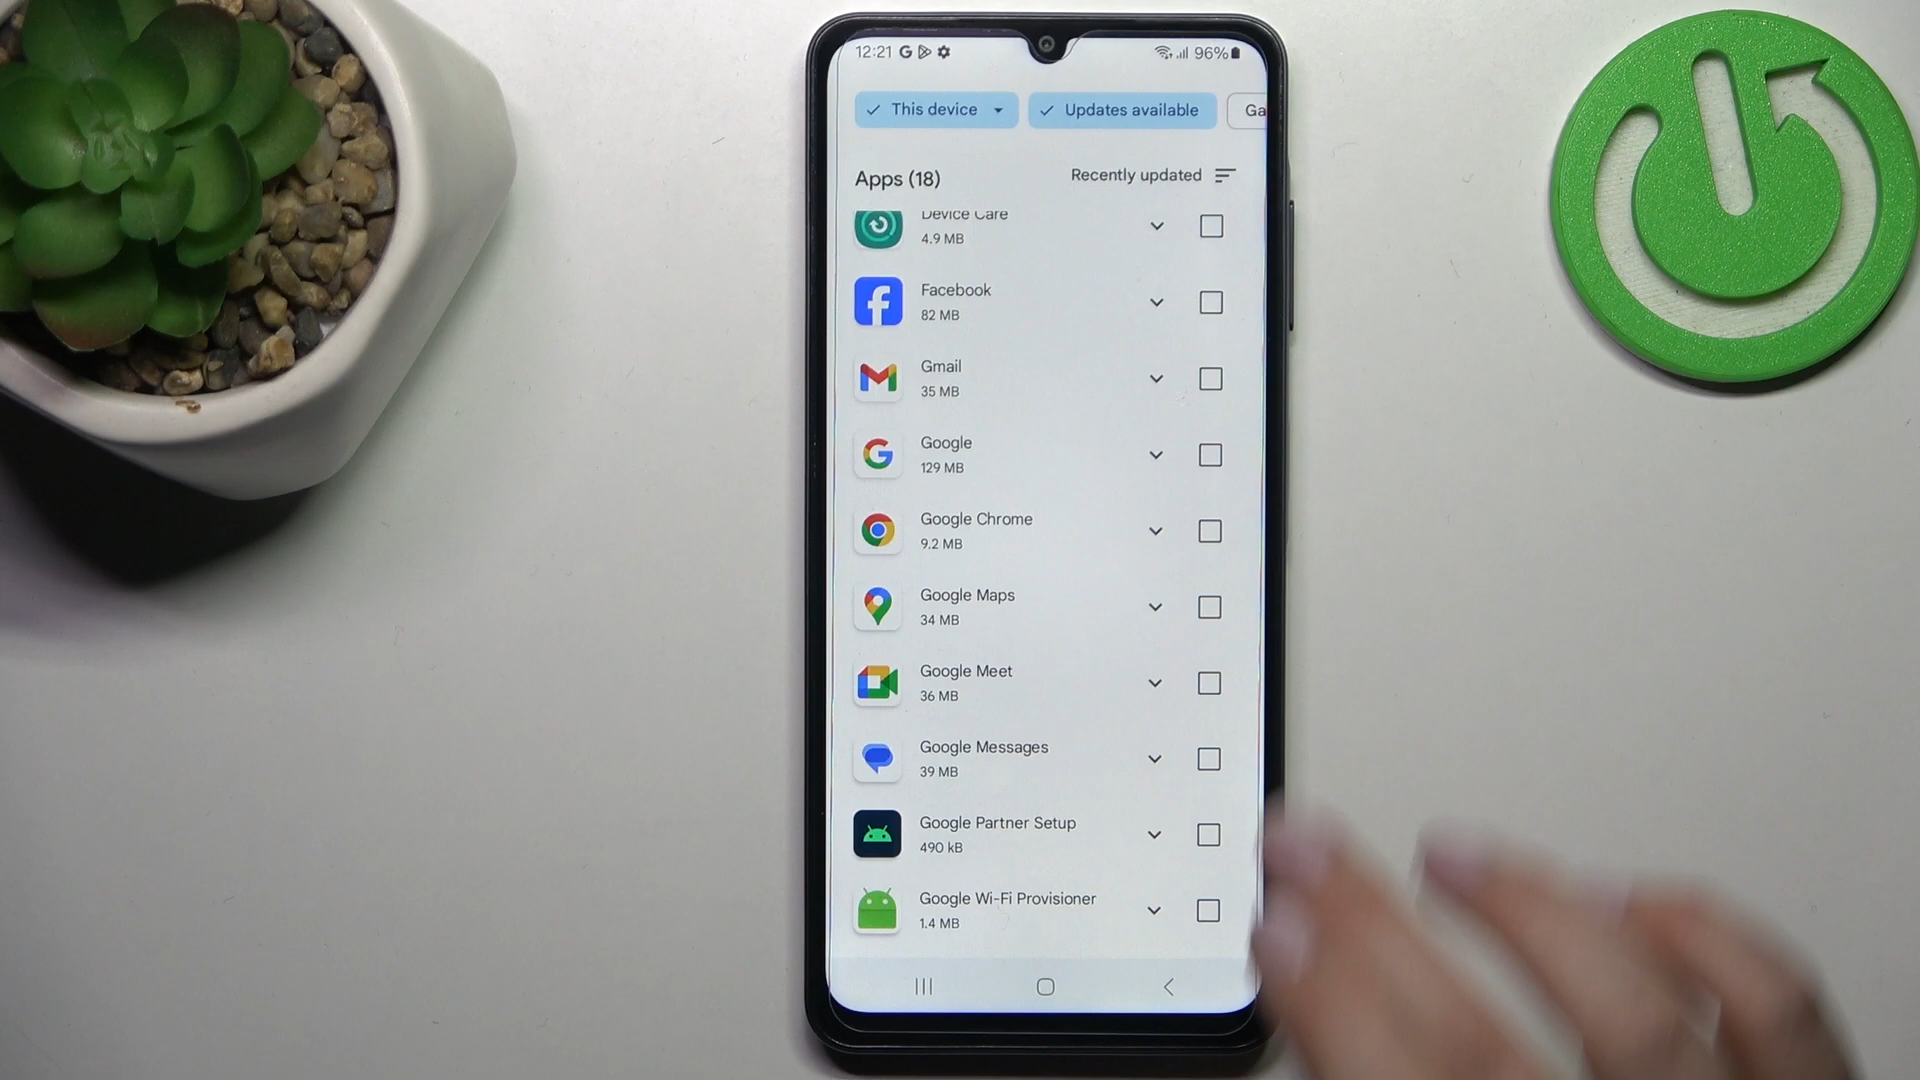 12:21 96%
This device Updates available Ga
Apps (18) Recently updated
Device Care
4.9 MB
Facebook
82 MB
Gmail
35 MB
Google
129 MB
Google Chrome
9.2 MB
Google Maps
34 MB
Google Meet
36 MB
Google Messages
39 MB
Google Partner Setup
490 kB
Google Wi-Fi Provisioner
1.4 MB